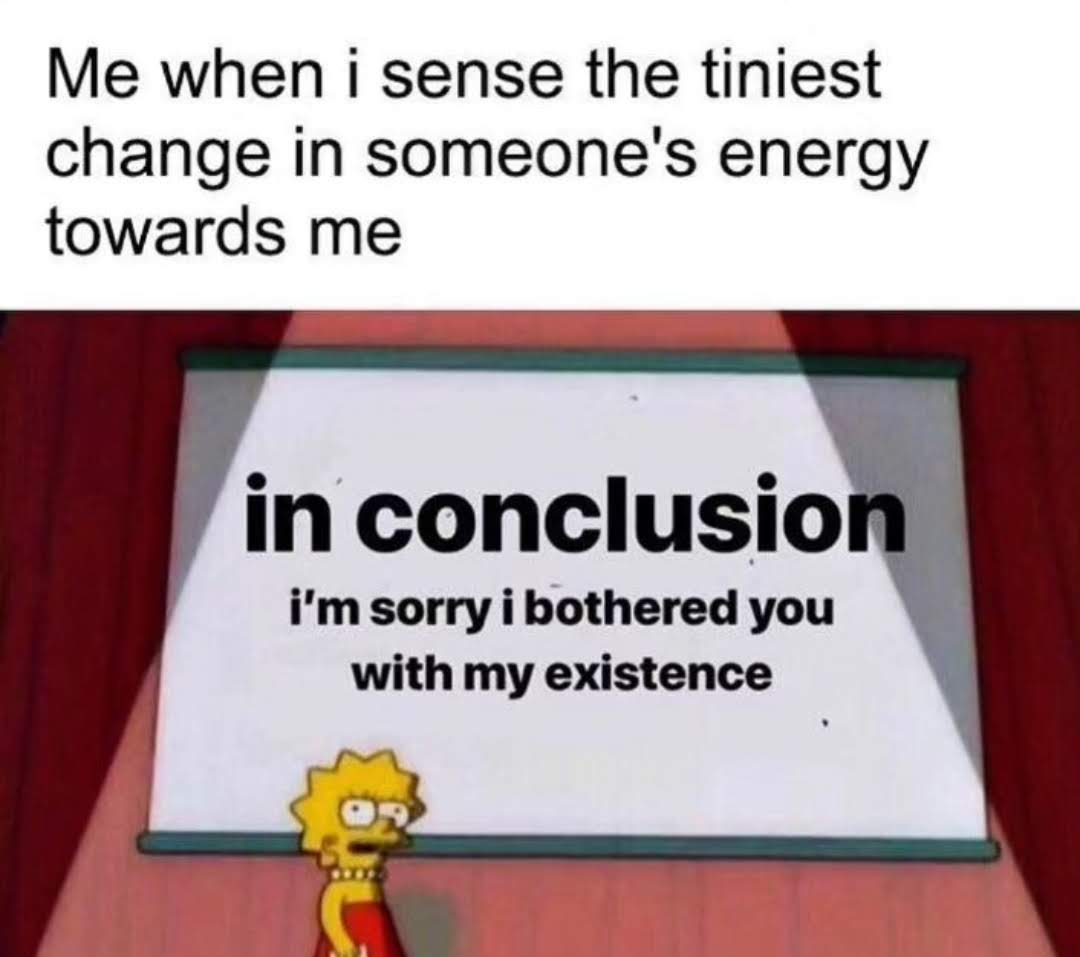 Me when i sense the tiniest
change in someone's energy
towards me
in conclusion
i'm sorry i bothered you
with my existence